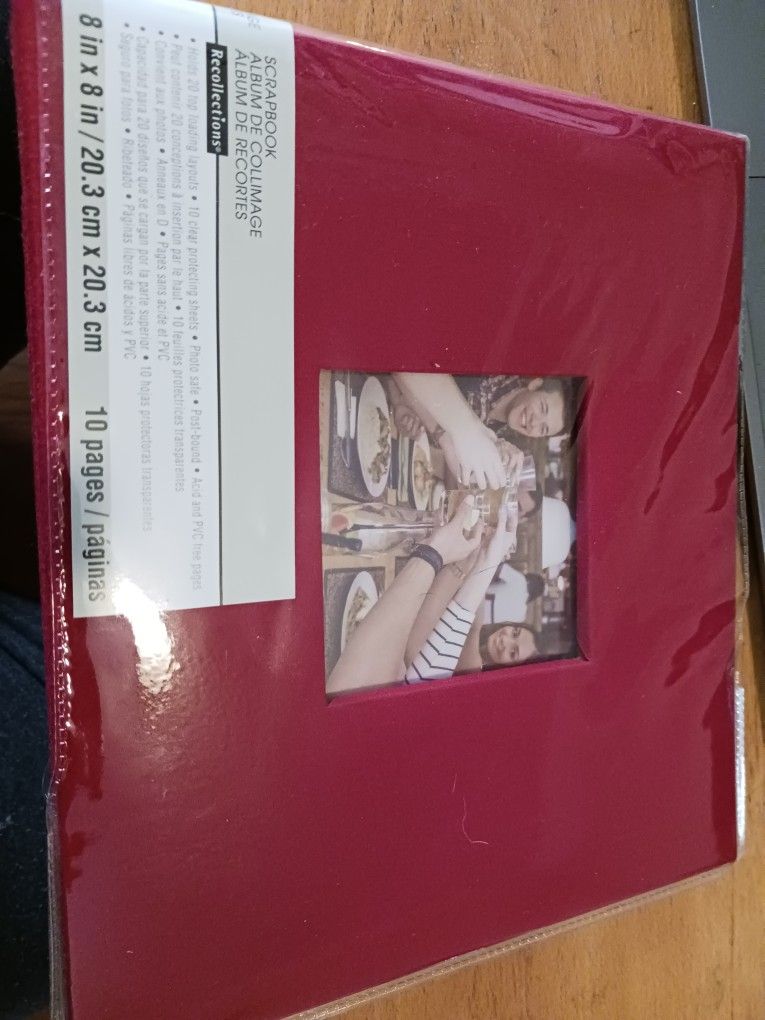 GE
SCRAPBOOK
ALBUM DE COLLIMAGE
ÁLBUM DE RECORTES
Recollections®
• Holds 20 top loading layouts • 10 clear protecting sheets • Photo safe • Post-bound • Acid and PVC free pages
• Peut contenir 20 conceptions à insertion par le haut • 10 feuilles protectrices transparentes
• Convient aux photos • Anneaux en D • Pages sans acide et PVC
• Capacidad para 20 diseños que se cargan por la parte superior • 10 hojas protectoras transparentes
• Seguro para fotos • Ribeteado • Páginas libres de ácidos y PVC
8 in x 8 in / 20.3 cm x 20.3 cm 10 pages / páginas